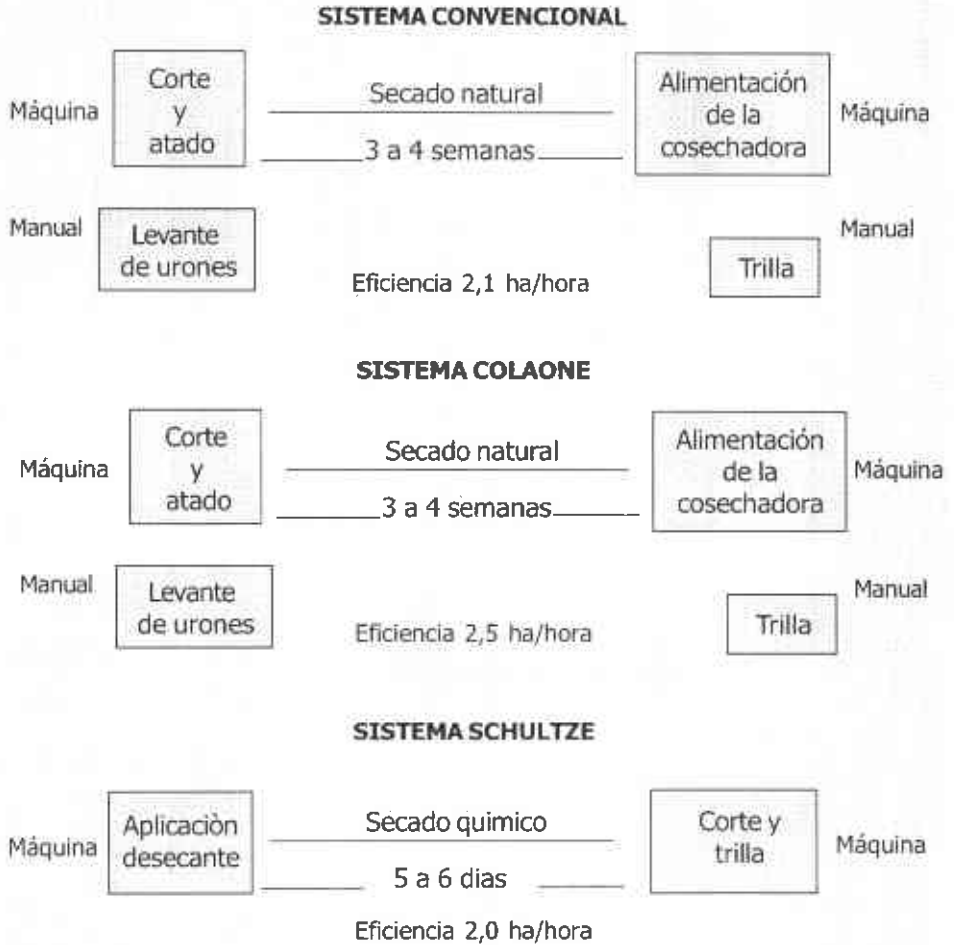 SISTEMA CONVENCIONAL
Máquina
Corte
y
atado
Secado natural
3 a 4 semanas
Alimentación
de la
cosechadora
Máquina
Manual
Levante
de urones
Eficiencia 2,1 ha/hora
Trilla
Manual
SISTEMA COLAONE
Máquina
Corte
y
atado
Secado natural
3 a 4 semanas
Alimentación
de la
cosechadora
Máquina
Manual
Levante
de urones
Eficiencia 2,5 ha/hora
Trilla
Manual
SISTEMA SCHULTZE
Máquina
Aplicaciòn
desecante
Secado quimico
5 a 6 dias
Corte y
trilla
Máquina
Eficiencia 2,0 ha/hora